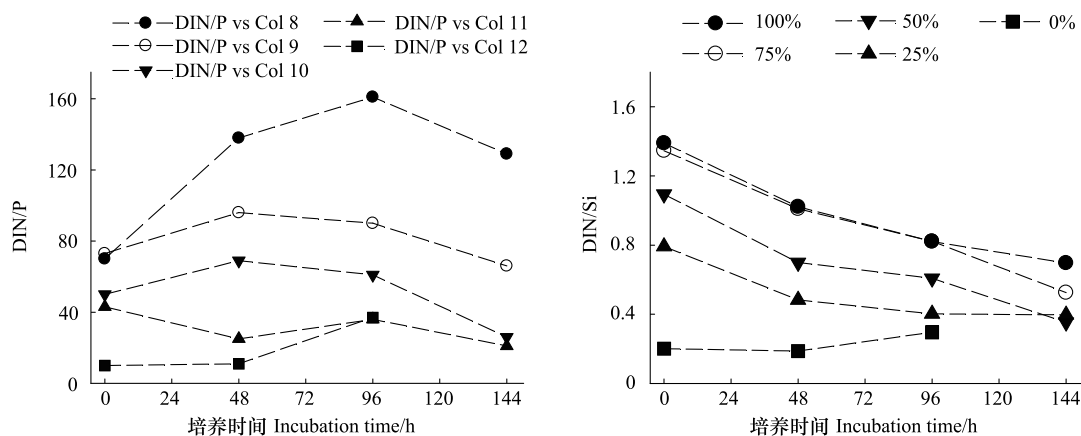 DIN/P vs Col 8
DIN/P vs Col 11
DIN/P vs Col 9
DIN/P vs Col 12
DIN/P vs Col 10
DIN/P
160
120
80
40
0
0 24 48 72 96 120 144
培养时间 Incubation time/h
100%
50%
0%
75%
25%
DIN/Si
1.6
1.2
0.8
0.4
0
0 24 48 72 96 120 144
培养时间 Incubation time/h